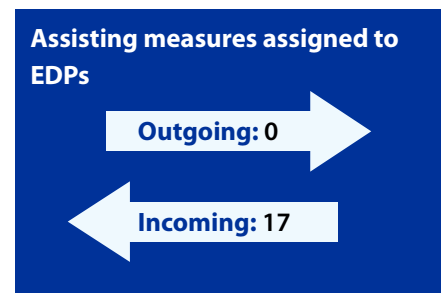 Assisting measures assigned to
EDPs
Outgoing: 0
Incoming: 17